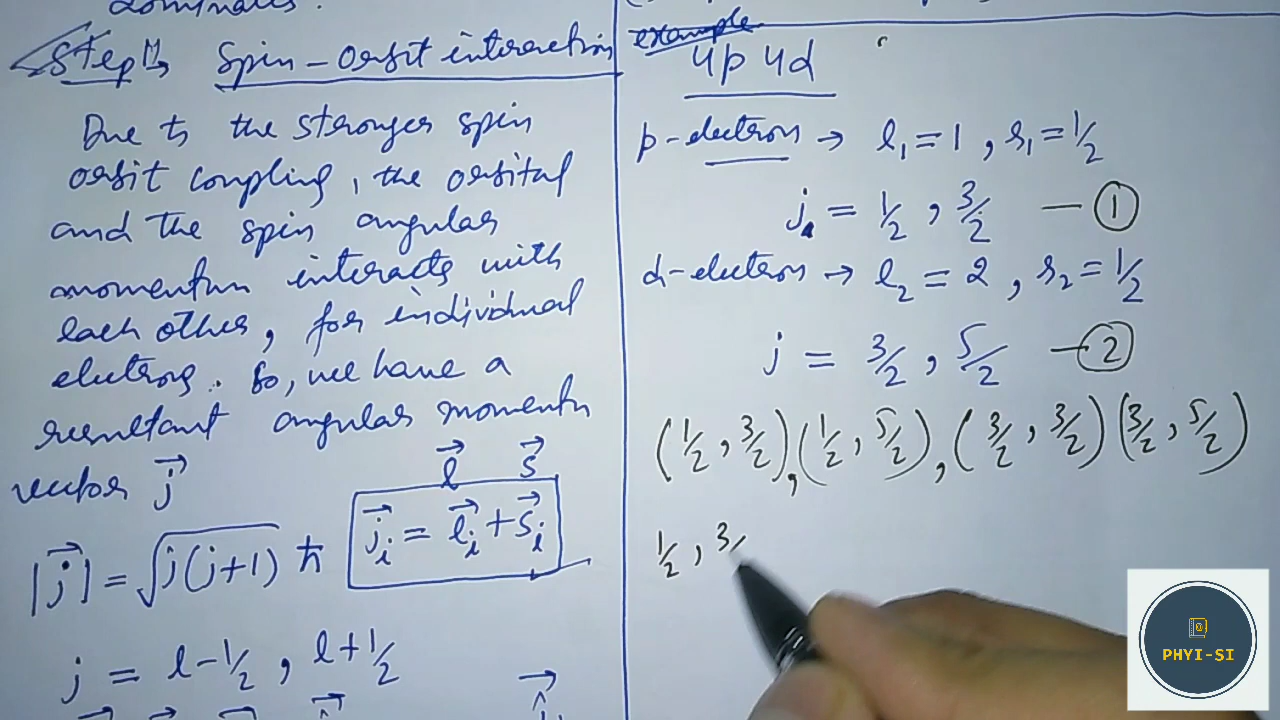 dominates.
Step II Spin-orbit interaction
Due to the stronger spin
orbit coupling, the orbital
and the spin angular
momentum interacts with
each other, for individual
electrons. So, we have a
resultant angular momentm
vector j⃗
l⃗ s⃗
|j⃗| = √j(j+1) ħ j⃗ᵢ = l⃗ᵢ + s⃗ᵢ
j = l-1/2, l+1/2
example
4p 4d
p-electron → l₁=1, s₁=1/2
j = 1/2, 3/2 — ①
d-electron → l₂=2, s₂=1/2
j = 3/2, 5/2 — ②
(1/2, 3/2), (1/2, 5/2), (3/2, 3/2) (3/2, 5/2)
1/2, 3/
PHYI-SI